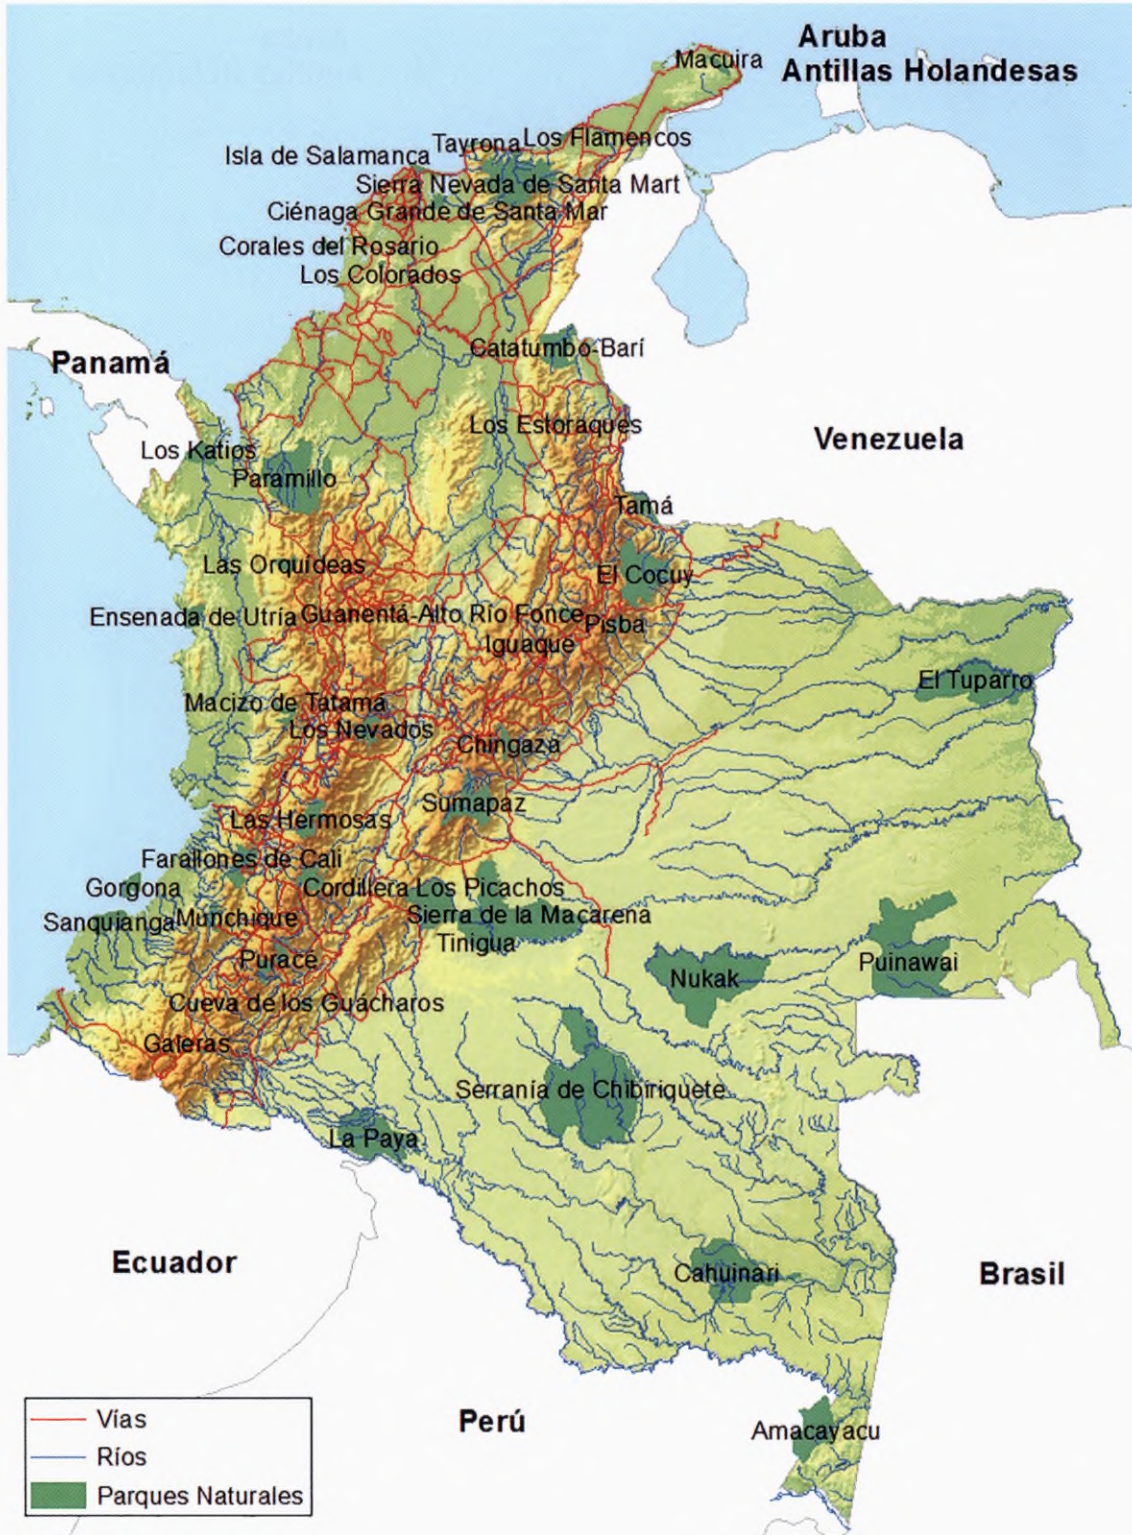 Aruba
Antillas Holandesas
Macuira
Los Flamencos
Tayrona
Isla de Salamanca
Sierra Nevada de Santa Mart
Ciénaga Grande de Santa Mar
Corales del Rosario
Los Colorados
Catatumbo-Barí
Panamá
Los Estoraques
Venezuela
Los Katios
Paramillo
Tamá
Las Orquídeas
El Cocuy
Ensenada de Utría
Guanentá-Alto Río Fonce
Pisba
Iguaque
El Tuparro
Macizo de Tatamá
Los Nevados
Chingaza
Sumapaz
Las Hermosas
Farallones de Cali
Gorgona
Cordillera Los Picachos
Sanquianga
Munchique
Sierra de la Macarena
Tinigua
Puracé
Nukak
Puinawai
Cueva de los Guácharos
Galeras
Serranía de Chibiriquete
La Paya
Ecuador
Cahuinari
Brasil
Perú
Amacayacu
Vías
Ríos
Parques Naturales